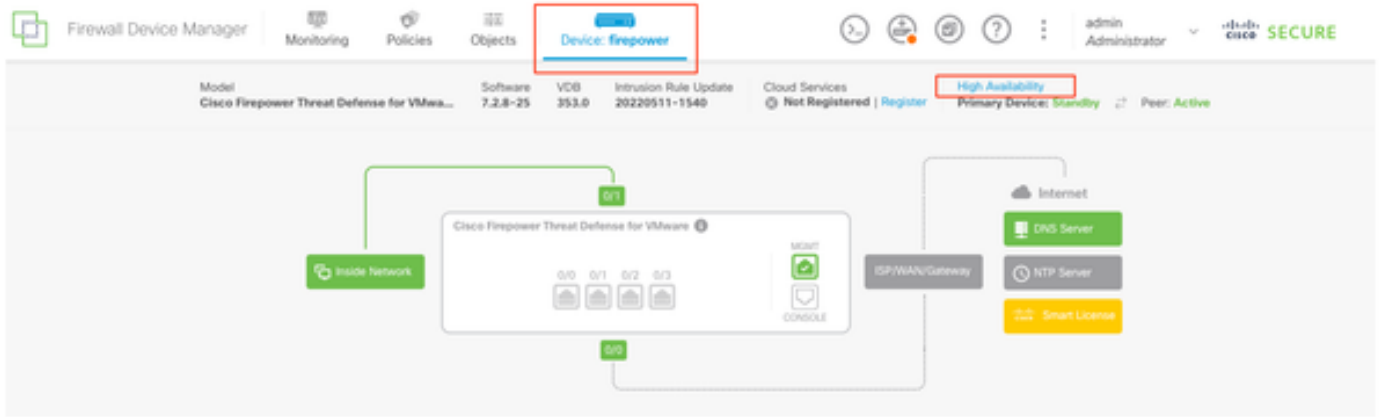 Firewall Device Manager
Monitoring
Policies
Objects
Device: firepower
admin
Administrator
cisco SECURE
Model
Cisco Firepower Threat Defense for VMwa...
Software
7.2.8-25
VDB
353.0
Intrusion Rule Update
20220511-1540
Cloud Services
Not Registered | Register
High Availability
Primary Device: Standby
Peer: Active
0/1
Internet
Cisco Firepower Threat Defense for VMware
DNS Server
MGMT
Inside Network
0/0 0/1 0/2 0/3
ISP/WAN/Gateway
NTP Server
CONSOLE
Smart License
0/0